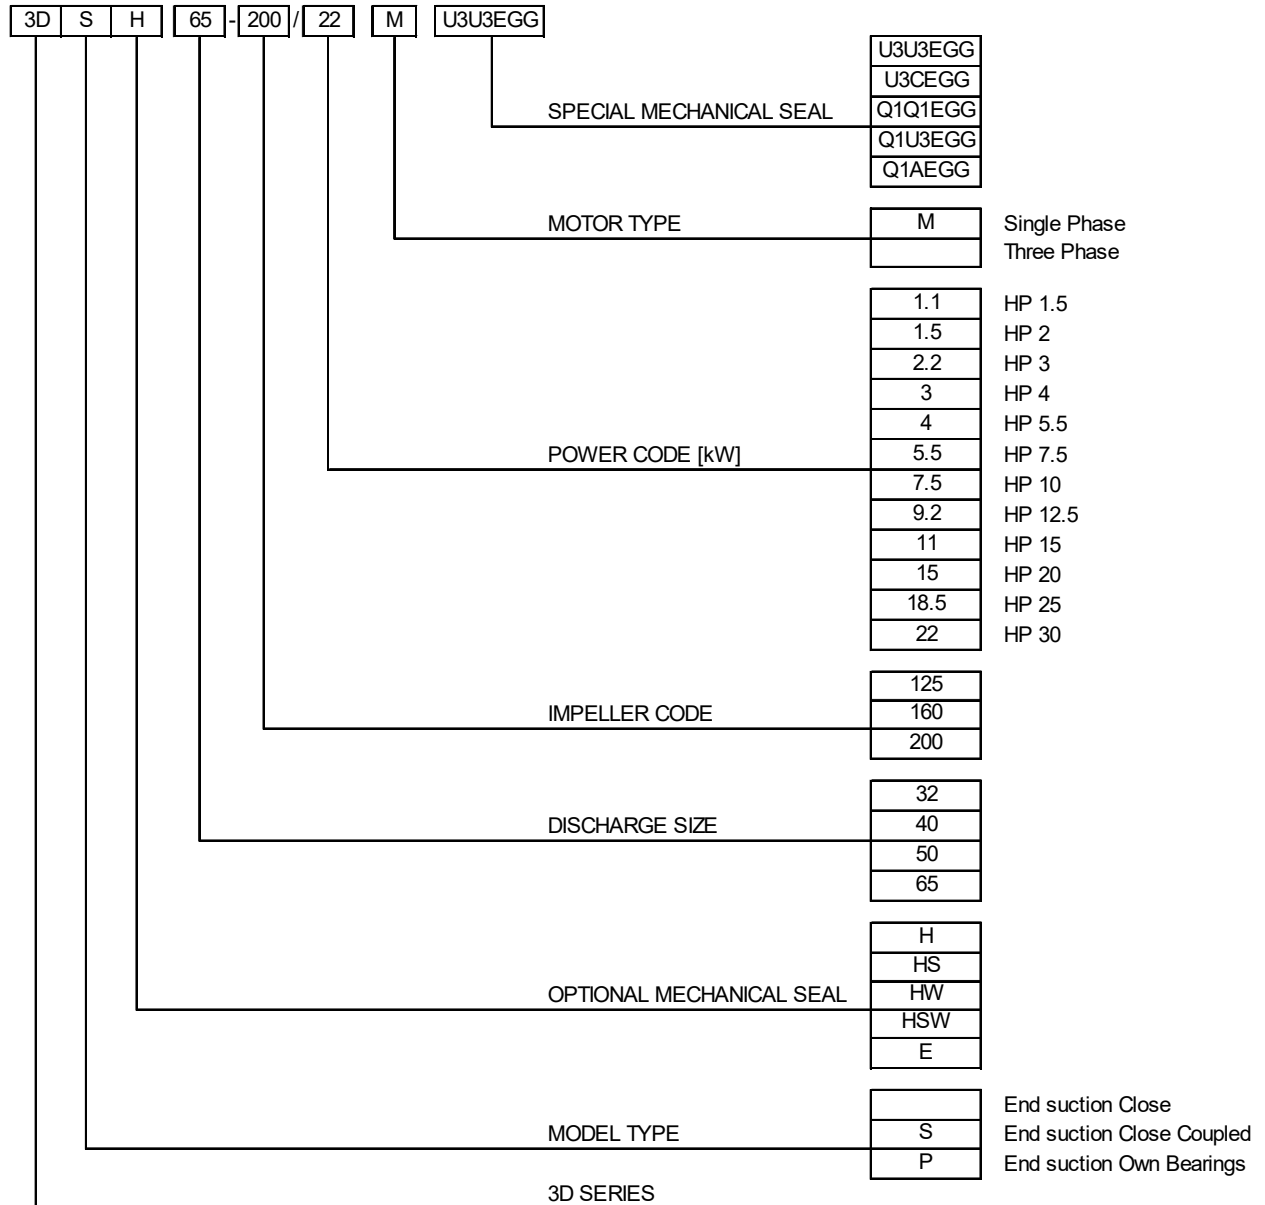 3D S H 65 - 200 / 22 M U3U3EGG
U3U3EGG
U3CEGG
SPECIAL MECHANICAL SEAL Q1Q1EGG
Q1U3EGG
Q1AEGG
MOTOR TYPE M Single Phase
Three Phase
1.1 HP 1.5
1.5 HP 2
2.2 HP 3
3 HP 4
4 HP 5.5
POWER CODE [kW] 5.5 HP 7.5
7.5 HP 10
9.2 HP 12.5
11 HP 15
15 HP 20
18.5 HP 25
22 HP 30
125
IMPELLER CODE 160
200
32
DISCHARGE SIZE 40
50
65
H
HS
OPTIONAL MECHANICAL SEAL HW
HSW
E
End suction Close
MODEL TYPE S End suction Close Coupled
P End suction Own Bearings
3D SERIES